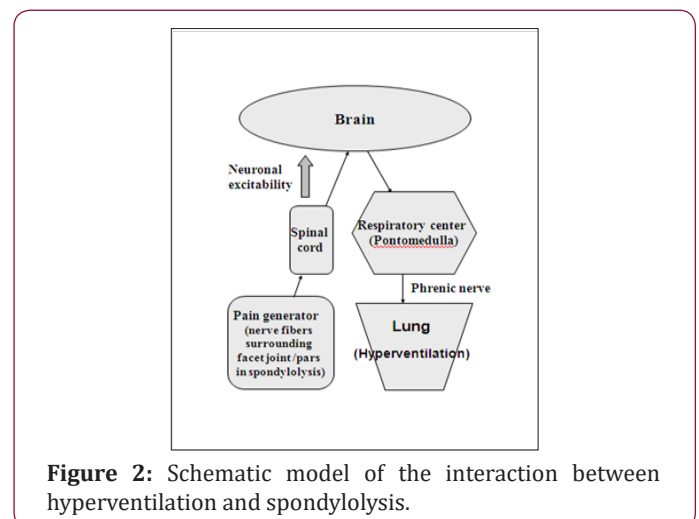 Brain
Neuronal
excitability
Spinal
cord
Respiratory center
(Pontomedulla)
Phrenic nerve
Pain generator
(nerve fibers
surrounding
facet joint /pars
in spondylolysis)
Lung
(Hyperventilation)
Figure 2: Schematic model of the interaction between
hyperventilation and spondylolysis.